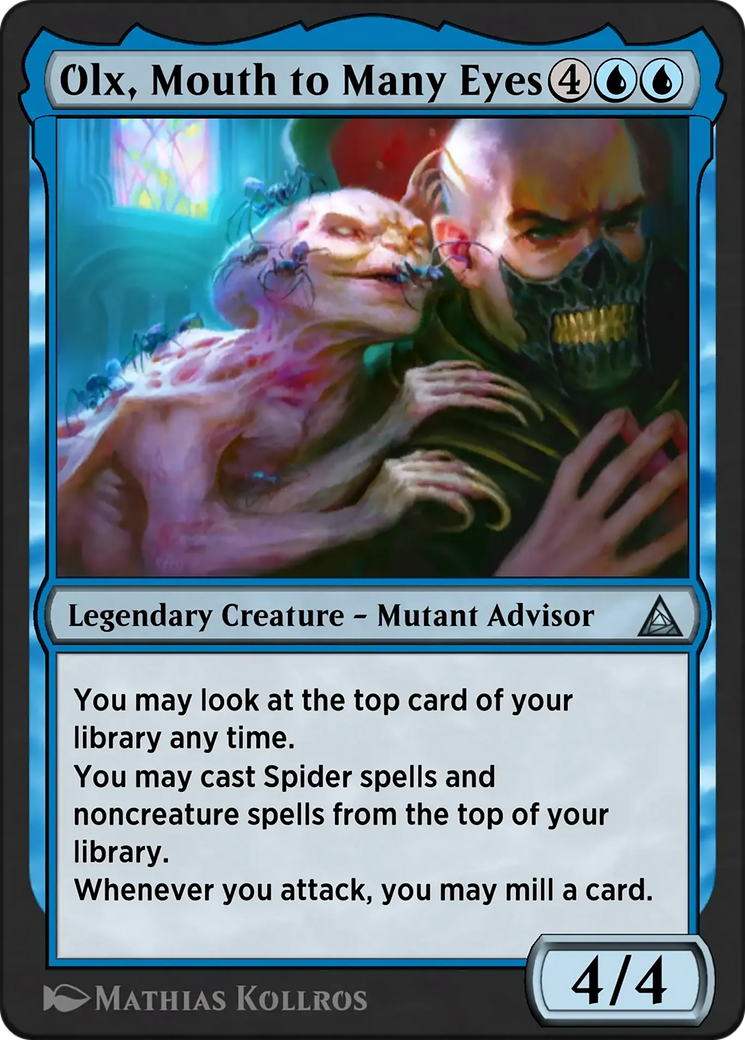 Olx, Mouth to Many Eyes 4
Legendary Creature – Mutant Advisor
You may look at the top card of your
library any time.
You may cast Spider spells and
noncreature spells from the top of your
library.
Whenever you attack, you may mill a card.
4/4
Mathias Kollros